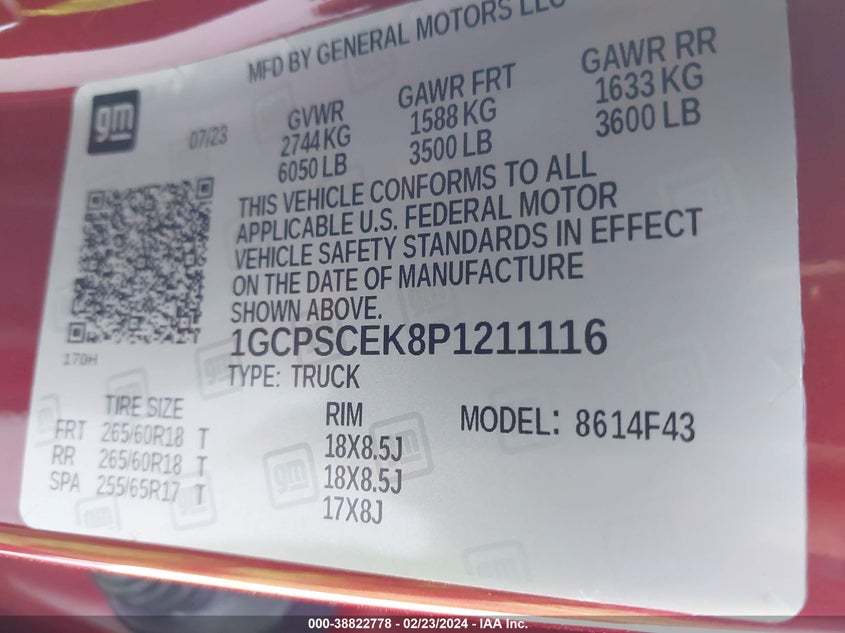 MFD BY GENERAL MOTORS LLC
gm
07/23
GVWR
2744 KG
6050 LB
GAWR FRT
1588 KG
3500 LB
GAWR RR
1633 KG
3600 LB
THIS VEHICLE CONFORMS TO ALL
APPLICABLE U.S. FEDERAL MOTOR
VEHICLE SAFETY STANDARDS IN EFFECT
ON THE DATE OF MANUFACTURE
SHOWN ABOVE.
170H
1GCPSCEK8P1211116
TYPE: TRUCK
TIRE SIZE
FRT 265/60R18 T
RR 265/60R18 T
SPA 255/65R17 T
RIM
18X8.5J
18X8.5J
17X8J
MODEL: 8614F43
000-38822778 - 02/23/2024 - IAA Inc.